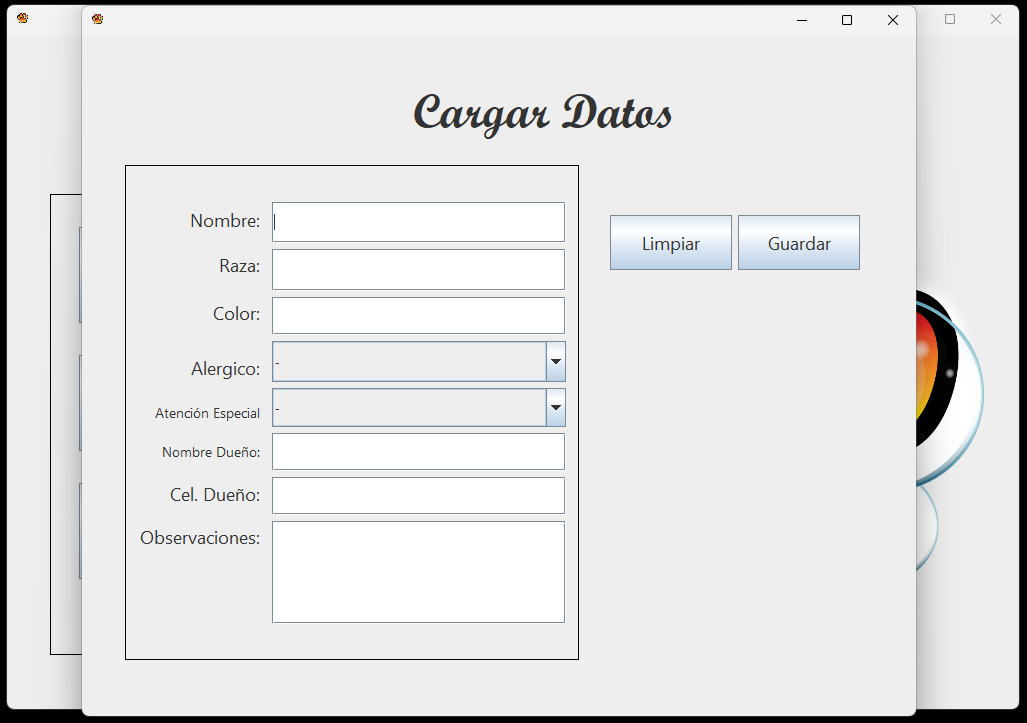 Cargar Datos
Nombre:
Raza:
Color:
Alergico:
-
Atención Especial
-
Nombre Dueño:
Cel. Dueño:
Observaciones:
Limpiar
Guardar